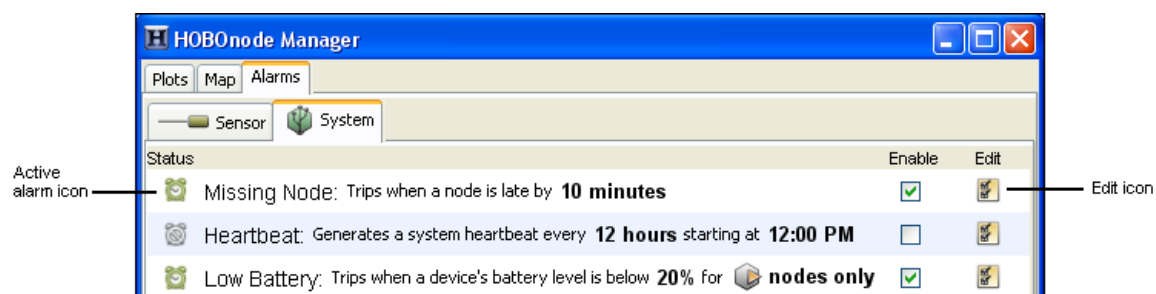 HOBOnode Manager
Plots Map Alarms
Sensor System
Status Enable Edit
Active
alarm icon
Missing Node: Trips when a node is late by 10 minutes
Edit icon
Heartbeat: Generates a system heartbeat every 12 hours starting at 12:00 PM
Low Battery: Trips when a device's battery level is below 20% for nodes only